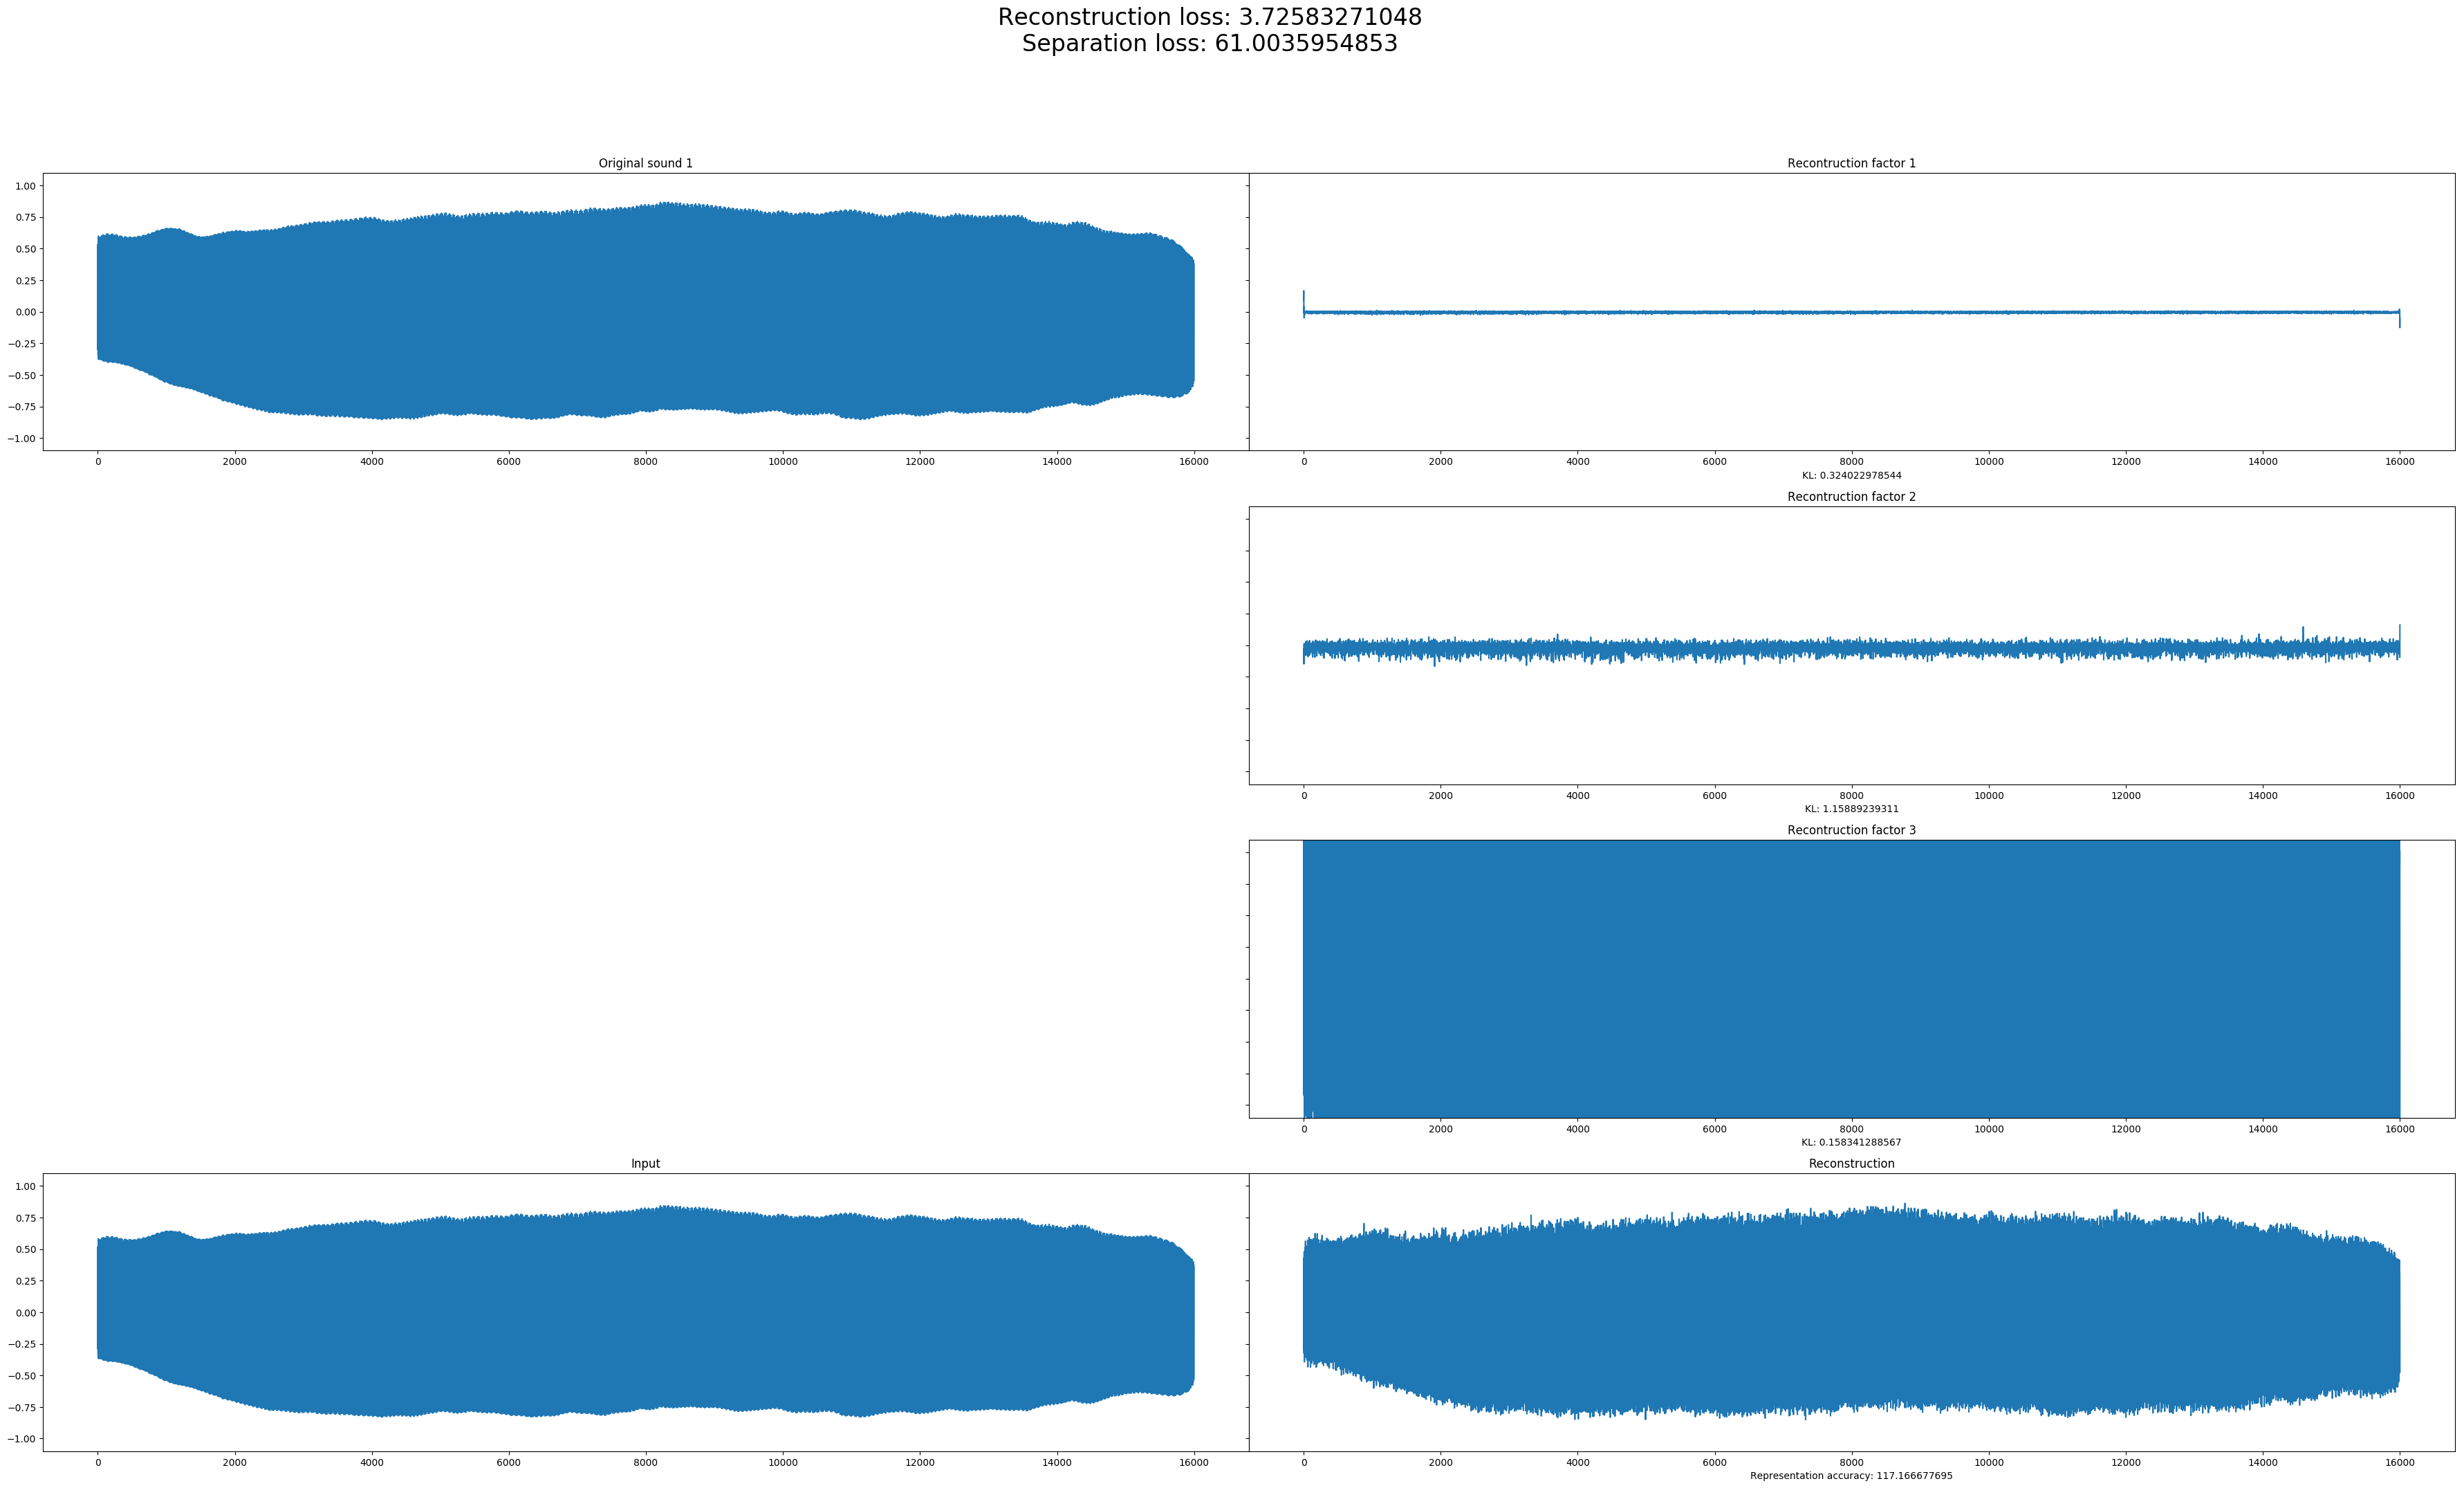 Reconstruction loss: 3.72583271048
Separation loss: 61.0035954853
Original sound 1
1.00
0.75
0.50
0.25
0.00
−0.25
−0.50
−0.75
−1.00
0 2000 4000 6000 8000 10000 12000 14000 16000
Recontruction factor 1
0 2000 4000 6000 8000 10000 12000 14000 16000
KL: 0.324022978544
Recontruction factor 2
0 2000 4000 6000 8000 10000 12000 14000 16000
KL: 1.15889239311
Recontruction factor 3
0 2000 4000 6000 8000 10000 12000 14000 16000
KL: 0.158341288567
Input
1.00
0.75
0.50
0.25
0.00
−0.25
−0.50
−0.75
−1.00
0 2000 4000 6000 8000 10000 12000 14000 16000
Reconstruction
0 2000 4000 6000 8000 10000 12000 14000 16000
Representation accuracy: 117.166677695